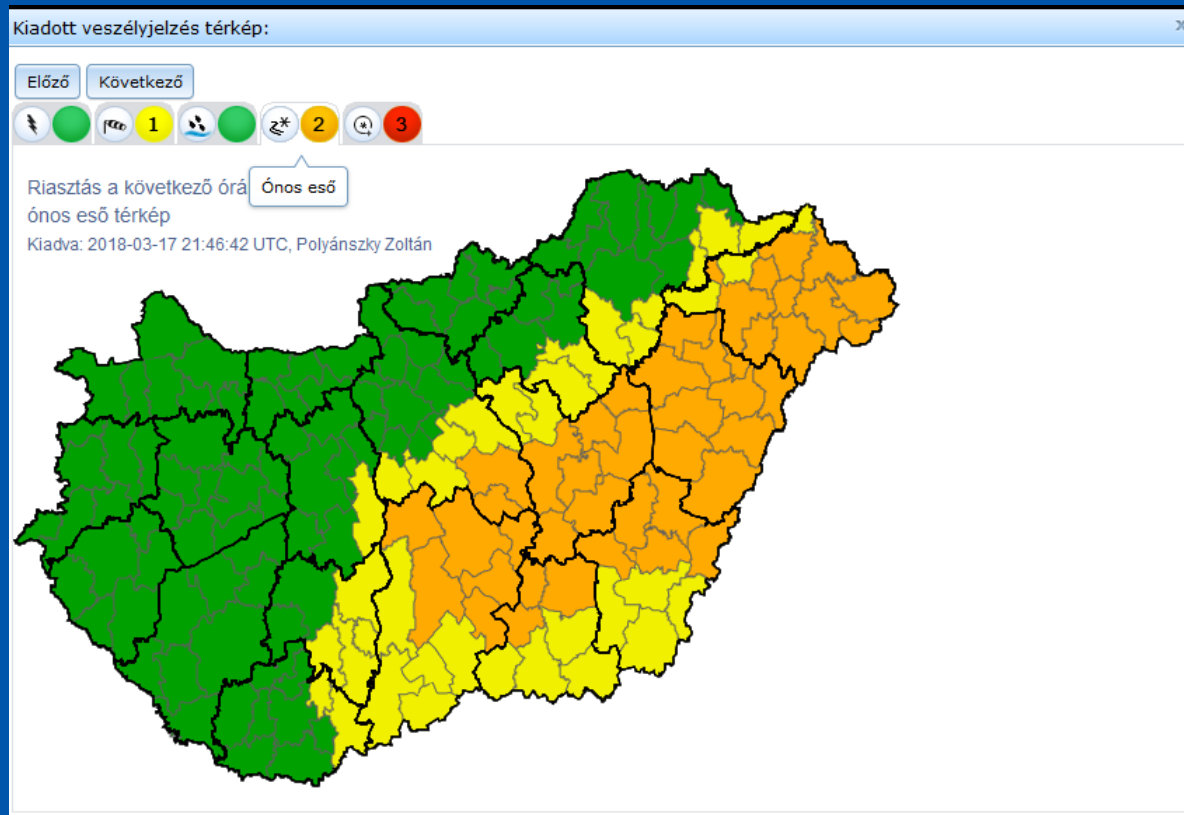 Kiadott veszélyjelzés térkép:
x
Előző Következő
1 2 3
Riasztás a következő órá
Ónos eső
ónos eső térkép
Kiadva: 2018-03-17 21:46:42 UTC, Polyánszky Zoltán